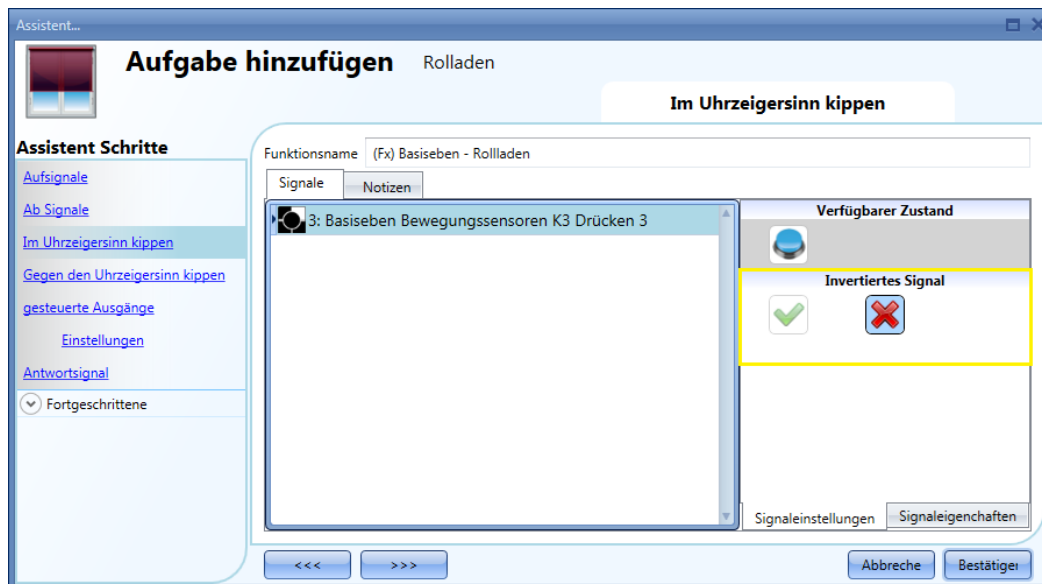 Assistent...
Aufgabe hinzufügen Rolladen
Im Uhrzeigersinn kippen
Assistent Schritte
Aufsignale
Ab Signale
Im Uhrzeigersinn kippen
Gegen den Uhrzeigersinn kippen
gesteuerte Ausgänge
Einstellungen
Antwortsignal
Fortgeschrittene
Funktionsname (Fx) Basiseben - Rollladen
Signale Notizen
3: Basiseben Bewegungssensoren K3 Drücken 3
Verfügbarer Zustand
Invertiertes Signal
Signaleinstellungen Signaleigenchaften
<<< >>> Abbreche Bestätiger